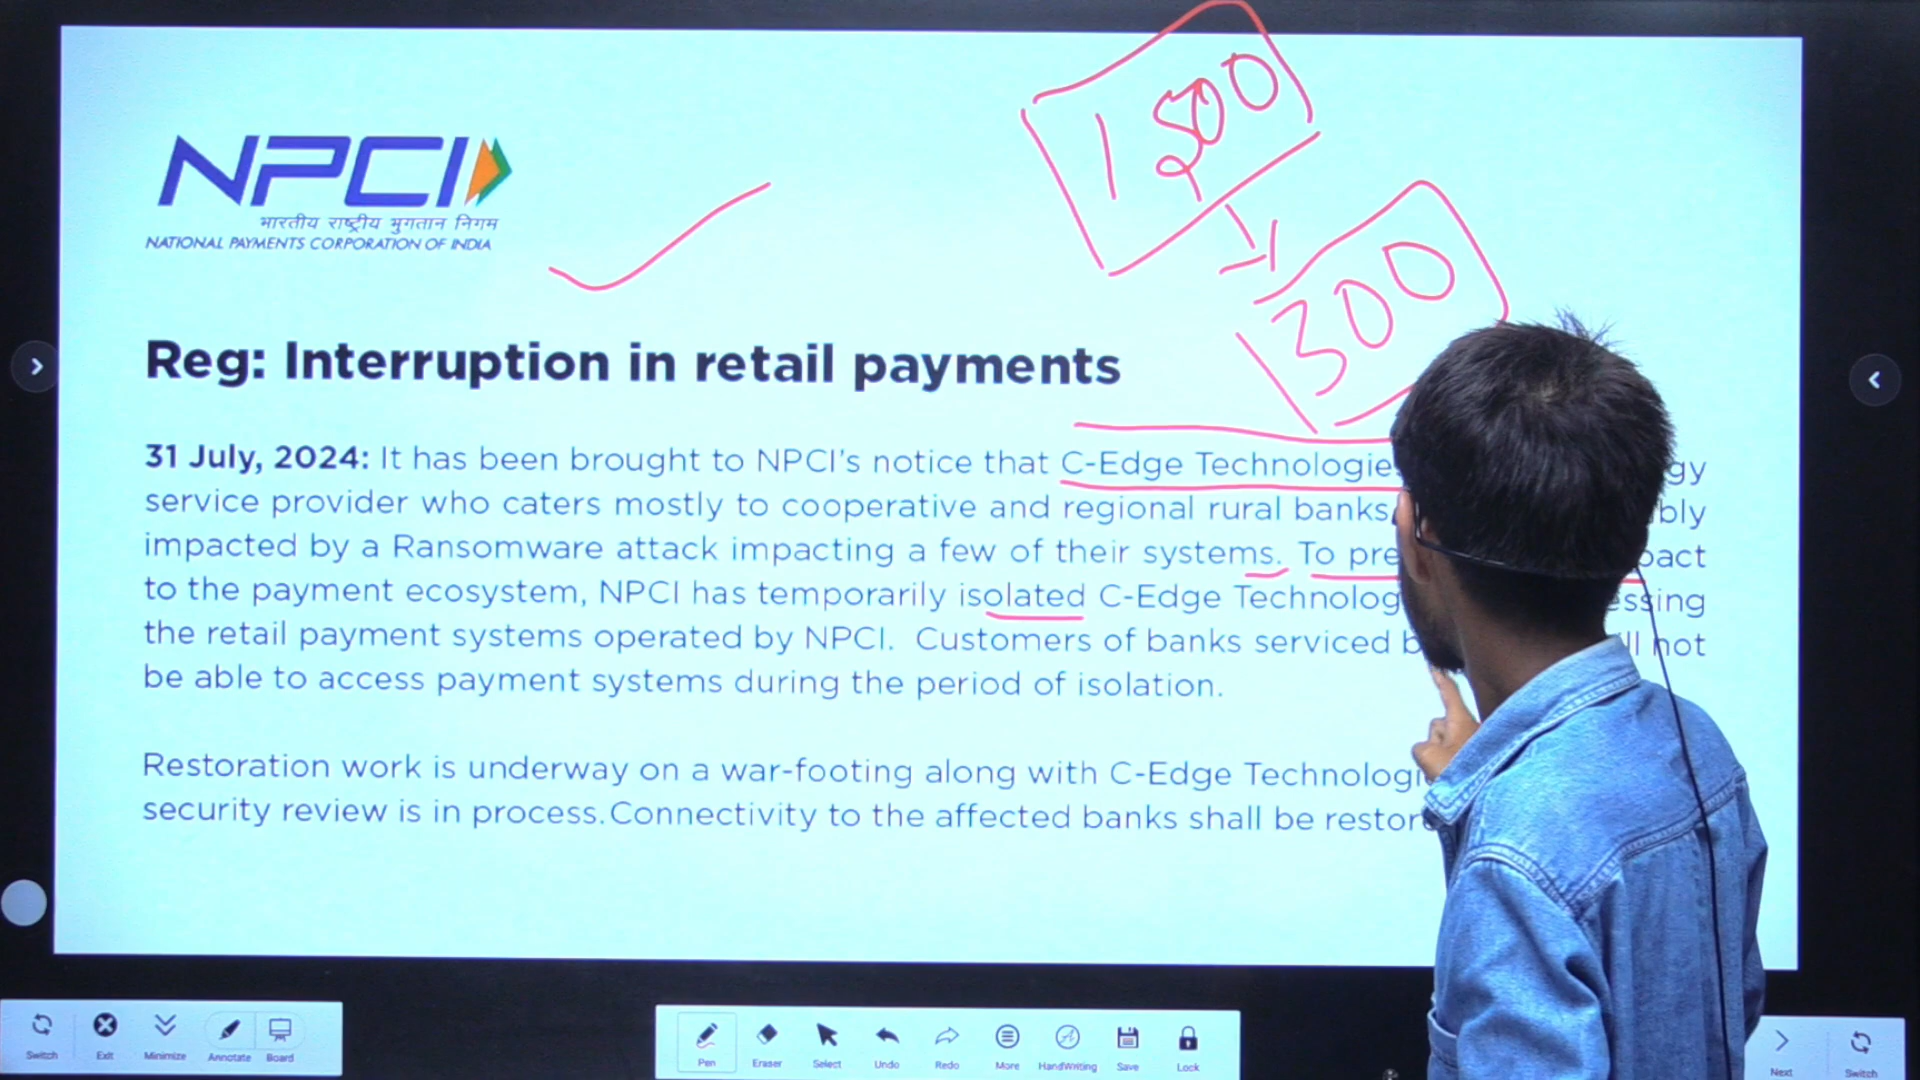 1500
NPCI
भारतीय राष्ट्रीय भुगतान निगम
NATIONAL PAYMENTS CORPORATION OF INDIA
300
Reg: Interruption in retail payments
31 July, 2024: It has been brought to NPCI's notice that C-Edge Technologie gy
service provider who caters mostly to cooperative and regional rural banks, bly
impacted by a Ransomware attack impacting a few of their systems. To pre pact
to the payment ecosystem, NPCI has temporarily isolated C-Edge Technolog essing
the retail payment systems operated by NPCI. Customers of banks serviced b ll not
be able to access payment systems during the period of isolation.
Restoration work is underway on a war-footing along with C-Edge Technologi
security review is in process. Connectivity to the affected banks shall be restor
Switch Exit Minimize Annotate Board Pen Eraser Select Undo Redo More HandWriting Save Lock Next Switch